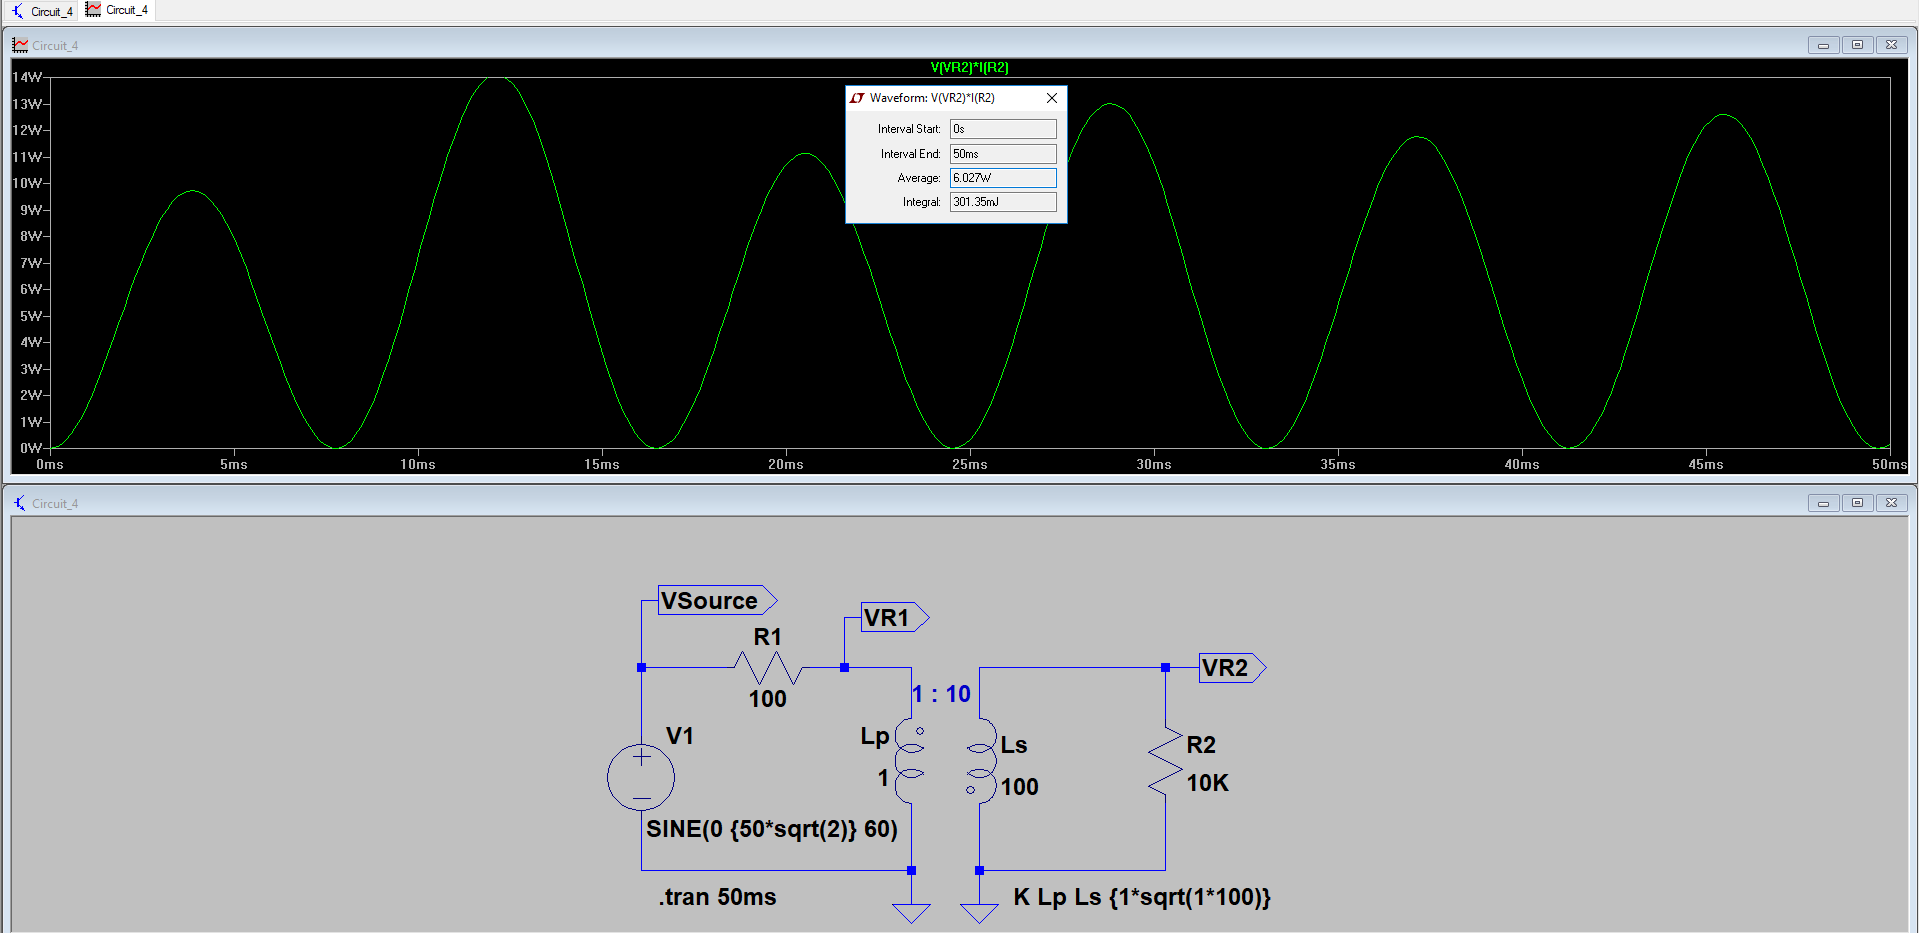 Circuit_4 Circuit_4
Circuit_4
V(VR2)*I(R2)
14W
13W
12W
11W
10W
9W
8W
7W
6W
5W
4W
3W
2W
1W
0W
0ms 5ms 10ms 15ms 20ms 25ms 30ms 35ms 40ms 45ms 50ms
Waveform: V(VR2)*I(R2)
Interval Start: 0s
Interval End: 50ms
Average: 6.027W
Integral: 301.35mJ
Circuit_4
VSource
VR1
R1
100
VR2
1 : 10
V1
Lp
1
Ls
100
R2
10K
SINE(0 {50*sqrt(2)} 60)
.tran 50ms
K Lp Ls {1*sqrt(1*100)}